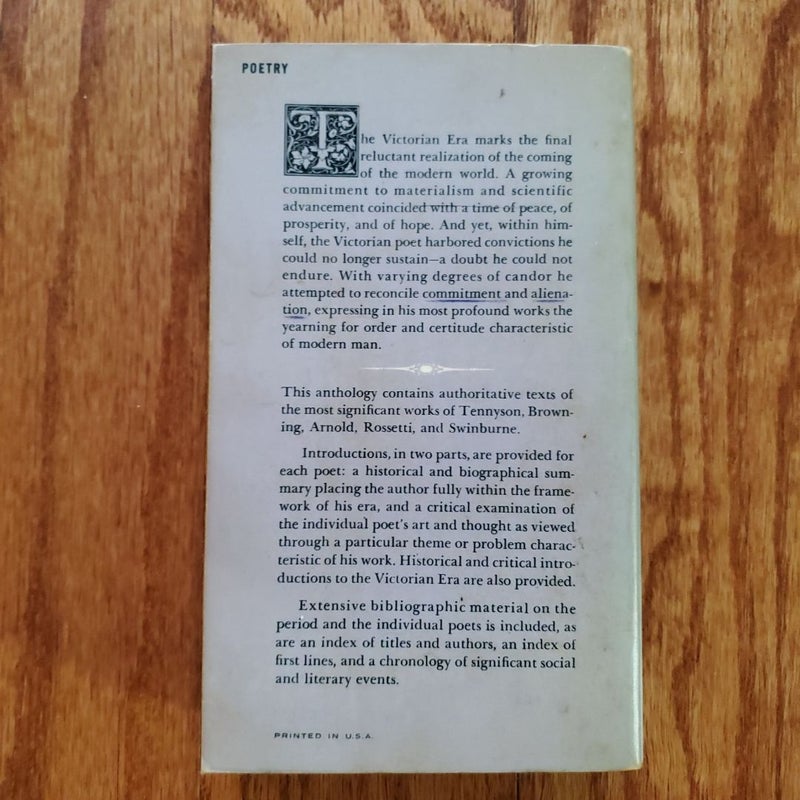 POETRY
The Victorian Era marks the final
reluctant realization of the coming
of the modern world. A growing
commitment to materialism and scientific
advancement coincided with a time of peace, of
prosperity, and of hope. And yet, within him-
self, the Victorian poet harbored convictions he
could no longer sustain—a doubt he could not
endure. With varying degrees of candor he
attempted to reconcile commitment and aliena-
tion, expressing in his most profound works the
yearning for order and certitude characteristic
of modern man.
This anthology contains authoritative texts of
the most significant works of Tennyson, Brown-
ing, Arnold, Rossetti, and Swinburne.
Introductions, in two parts, are provided for
each poet: a historical and biographical sum-
mary placing the author fully within the frame-
work of his era, and a critical examination of
the individual poet's art and thought as viewed
through a particular theme or problem charac-
teristic of his work. Historical and critical intro-
ductions to the Victorian Era are also provided.
Extensive bibliographic material on the
period and the individual poets is included, as
are an index of titles and authors, an index of
first lines, and a chronology of significant social
and literary events.
PRINTED IN U.S.A.